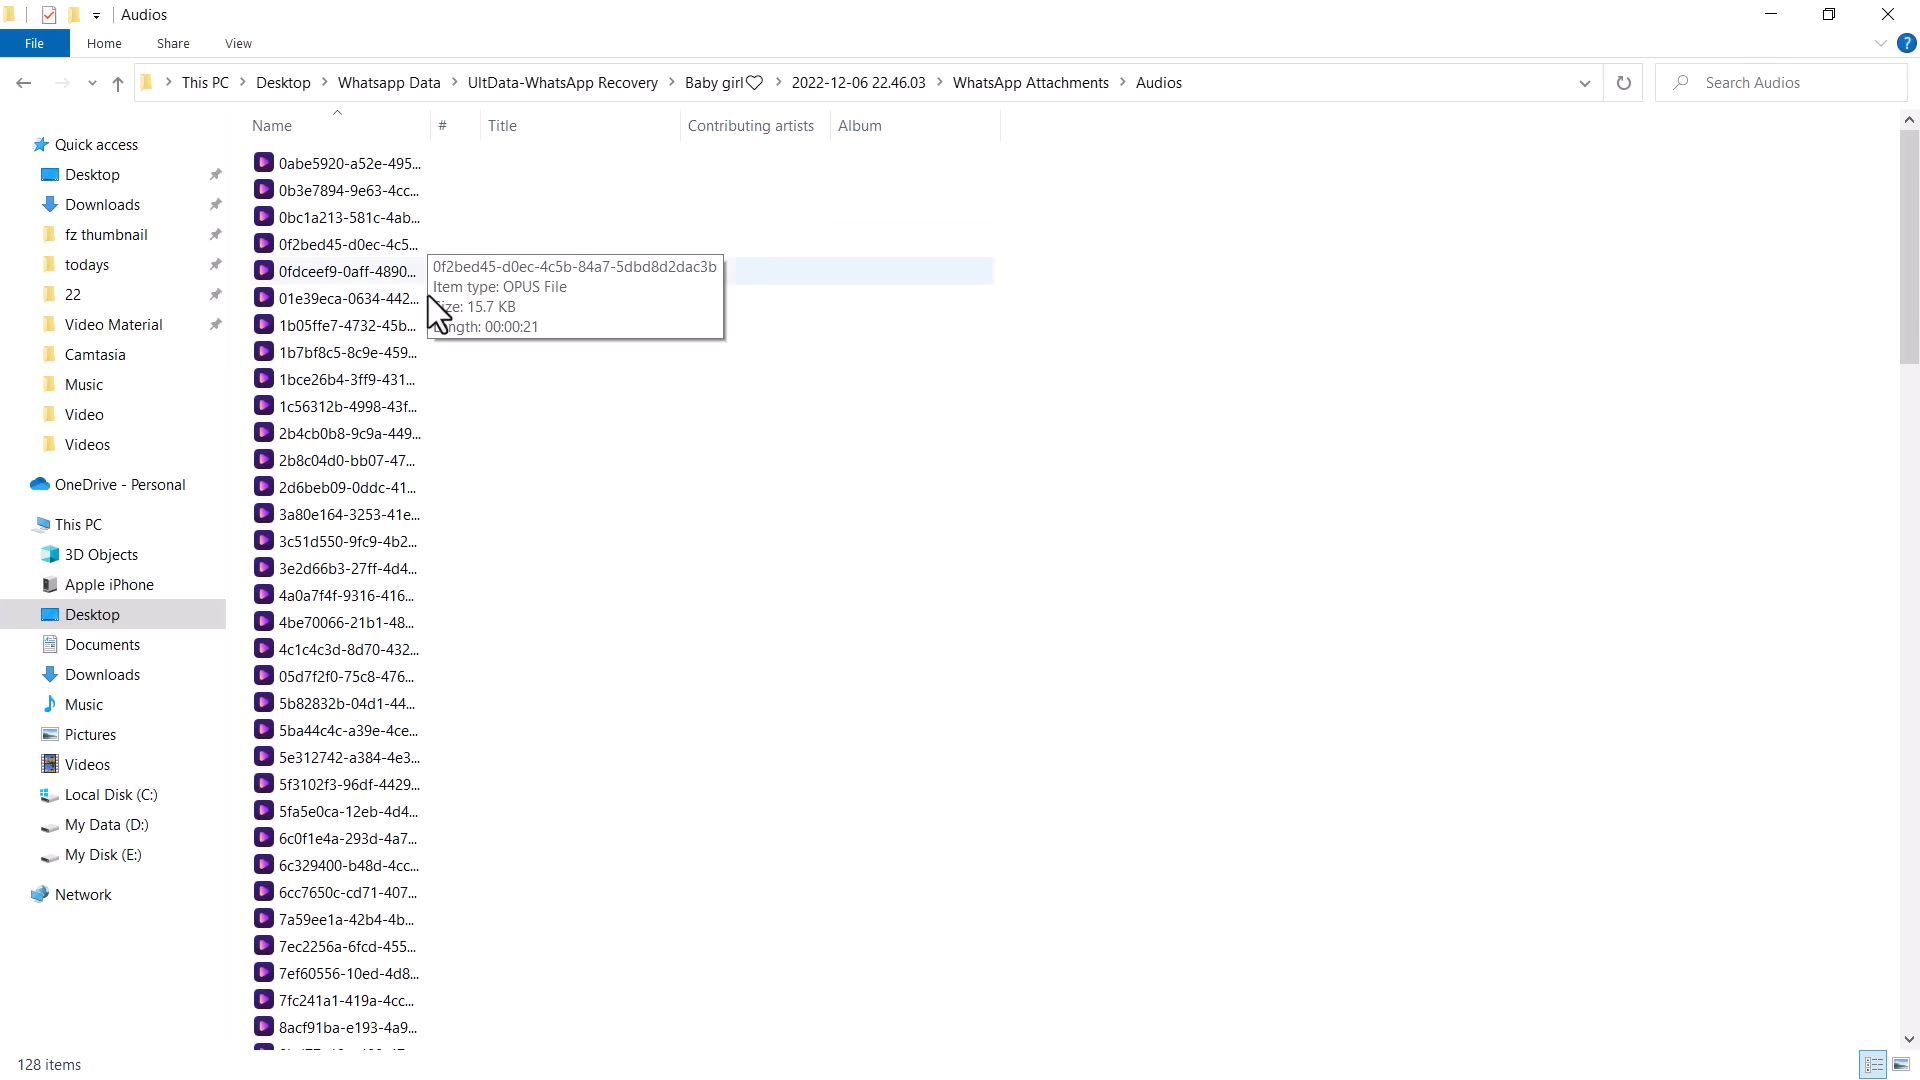 Audios
File Home Share View
This PC Desktop Whatsapp Data UltData-WhatsApp Recovery Baby girl♡ 2022-12-06 22.46.03 WhatsApp Attachments Audios
Search Audios
Name # Title Contributing artists Album
Quick access
Desktop
Downloads
fz thumbnail
todays
22
Video Material
Camtasia
Music
Video
Videos
OneDrive - Personal
This PC
3D Objects
Apple iPhone
Desktop
Documents
Downloads
Music
Pictures
Videos
Local Disk (C:)
My Data (D:)
My Disk (E:)
Network
0abe5920-a52e-495...
0b3e7894-9e63-4cc...
0bc1a213-581c-4ab...
0f2bed45-d0ec-4c5...
0fdceef9-0aff-4890...
01e39eca-0634-442...
1b05ffe7-4732-45b...
1b7bf8c5-8c9e-459...
1bce26b4-3ff9-431...
1c56312b-4998-43f...
2b4cb0b8-9c9a-449...
2b8c04d0-bb07-47...
2d6beb09-0ddc-41...
3a80e164-3253-41e...
3c51d550-9fc9-4b2...
3e2d66b3-27ff-4d4...
4a0a7f4f-9316-416...
4be70066-21b1-48...
4c1c4c3d-8d70-432...
05d7f2f0-75c8-476...
5b82832b-04d1-44...
5ba44c4c-a39e-4ce...
5e312742-a384-4e3...
5f3102f3-96df-4429...
5fa5e0ca-12eb-4d4...
6c0f1e4a-293d-4a7...
6c329400-b48d-4cc...
6cc7650c-cd71-407...
7a59ee1a-42b4-4b...
7ec2256a-6fcd-455...
7ef60556-10ed-4d8...
7fc241a1-419a-4cc...
8acf91ba-e193-4a9...
0f2bed45-d0ec-4c5b-84a7-5dbd8d2dac3b
Item type: OPUS File
15.7 KB
00:00:21
128 items